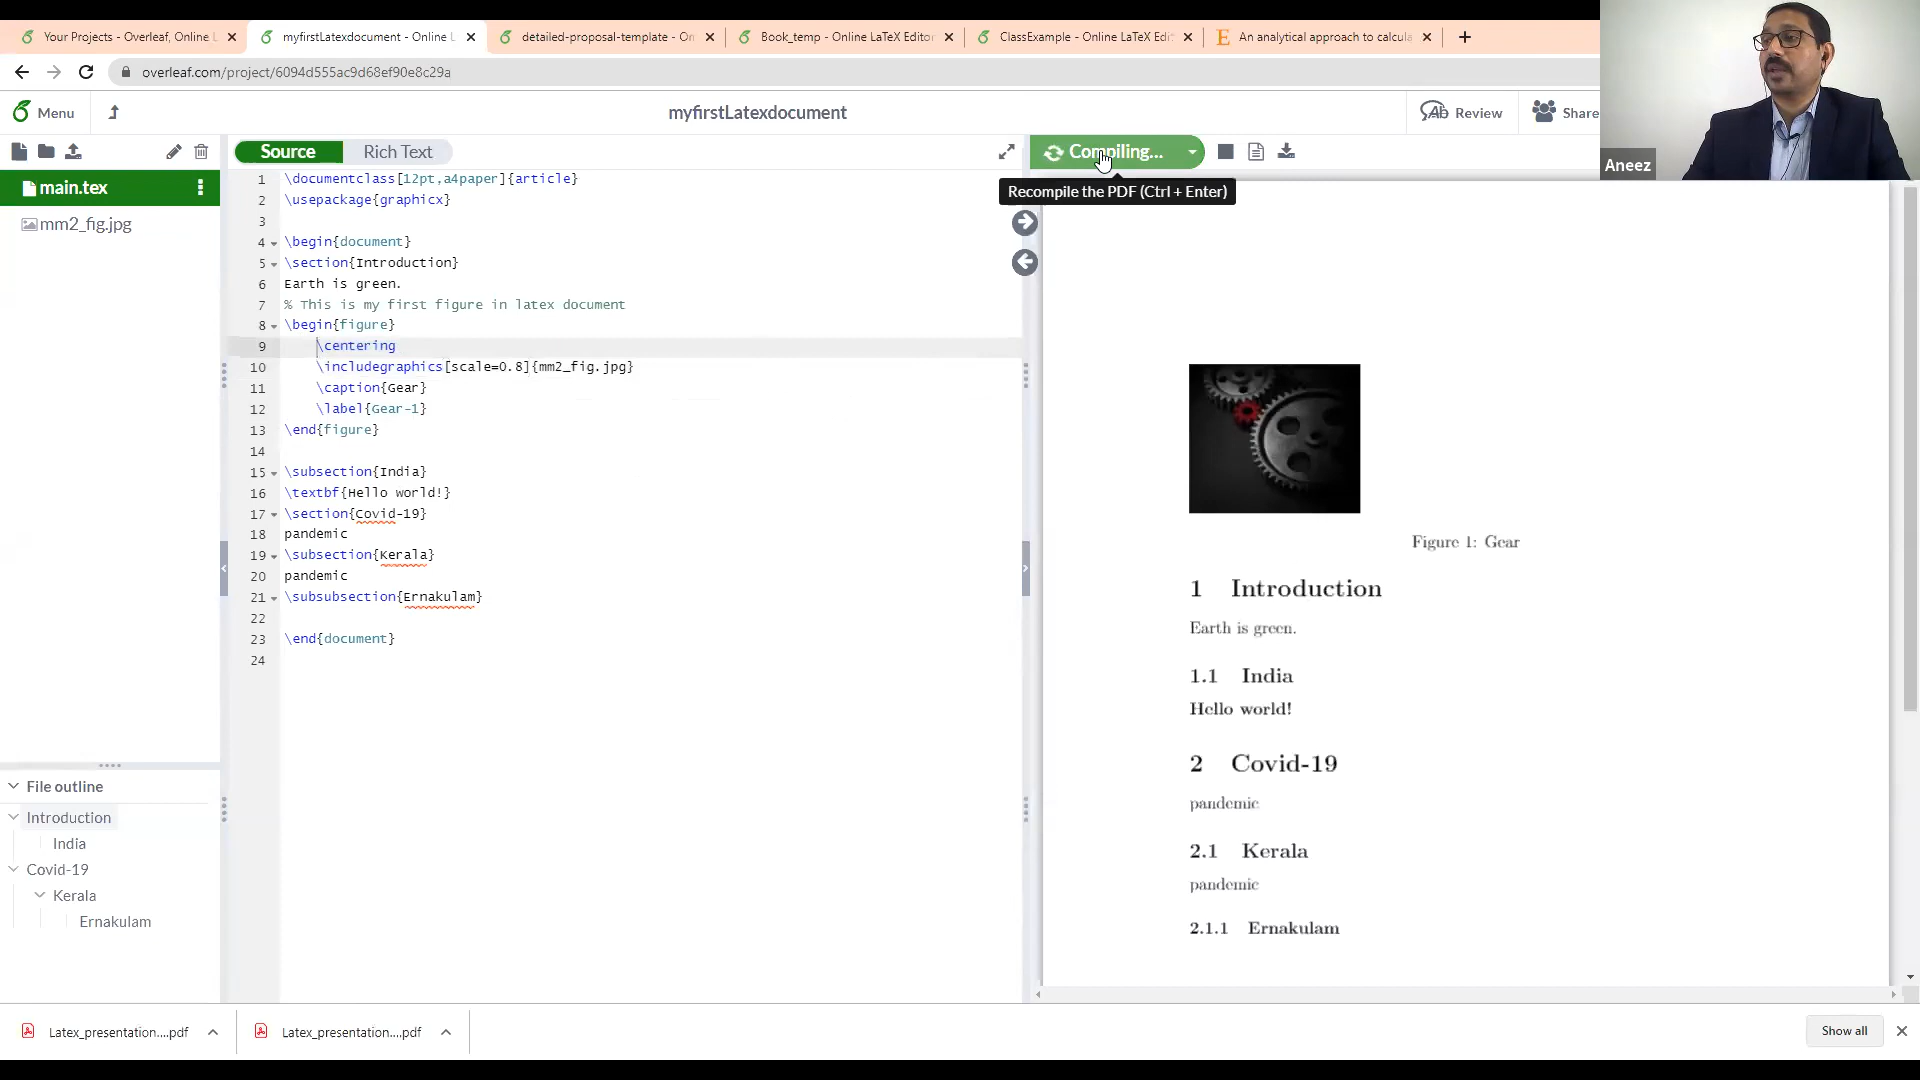 Your Projects - Overleaf, Online L
myfirstLatexdocument - Online L
detailed-proposal-template - On
Book_temp - Online LaTeX Editor
ClassExample - Online LaTeX Edi
An analytical approach to calcula
overleaf.com/project/6094d555ac9d68ef90e8c29a
Menu
myfirstLatexdocument
Review
Share
Aneez
Source
Rich Text
Compiling...
Recompile the PDF (Ctrl + Enter)
main.tex
mm2_fig.jpg
1 \documentclass[12pt,a4paper]{article}
2 \usepackage{graphicx}
3
4 \begin{document}
5 \section{Introduction}
6 Earth is green.
7 % This is my first figure in latex document
8 \begin{figure}
9 \centering
10 \includegraphics[scale=0.8]{mm2_fig.jpg}
11 \caption{Gear}
12 \label{Gear-1}
13 \end{figure}
14
15 \subsection{India}
16 \textbf{Hello world!}
17 \section{Covid-19}
18 pandemic
19 \subsection{Kerala}
20 pandemic
21 \subsubsection{Ernakulam}
22
23 \end{document}
24
Figure 1: Gear
1 Introduction
Earth is green.
1.1 India
Hello world!
2 Covid-19
pandemic
2.1 Kerala
pandemic
2.1.1 Ernakulam
File outline
Introduction
India
Covid-19
Kerala
Ernakulam
Latex_presentation....pdf
Latex_presentation....pdf
Show all